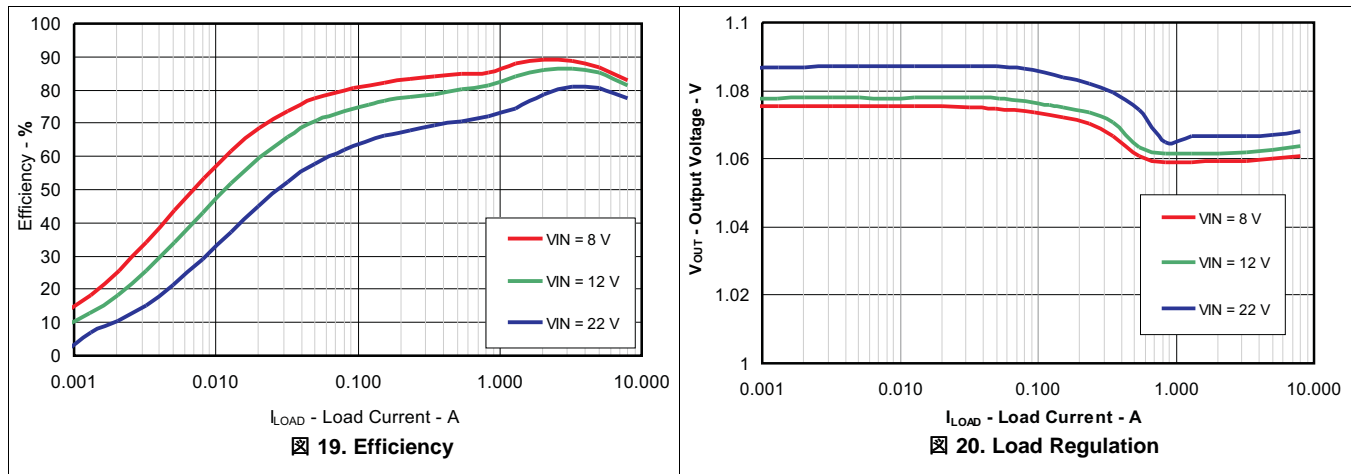 100
90
80
70
60
50
40
30
20
10
0
Efficiency - %
VIN = 8 V
VIN = 12 V
VIN = 22 V
0.001
0.010
0.100
1.000
10.000
ILOAD - Load Current - A
図 19. Efficiency
1.1
1.08
1.06
1.04
1.02
1
VOUT - Output Voltage - V
VIN = 8 V
VIN = 12 V
VIN = 22 V
0.001
0.010
0.100
1.000
10.000
ILOAD - Load Current - A
図 20. Load Regulation